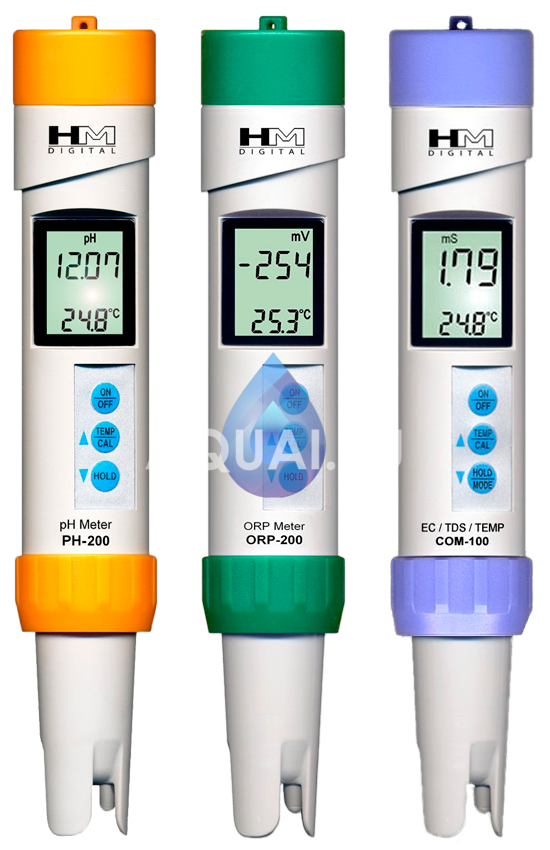 HM
DIGITAL
pH
12.07
24.8°C
ON
OFF
TEMP
CAL
HOLD
pH Meter
PH-200
HM
DIGITAL
mV
-254
25.3°C
ON
OFF
TEMP
CAL
HOLD
ORP Meter
ORP-200
HM
DIGITAL
mS
1.79
24.8°C
ON
OFF
TEMP
CAL
HOLD
MODE
EC / TDS / TEMP
COM-100